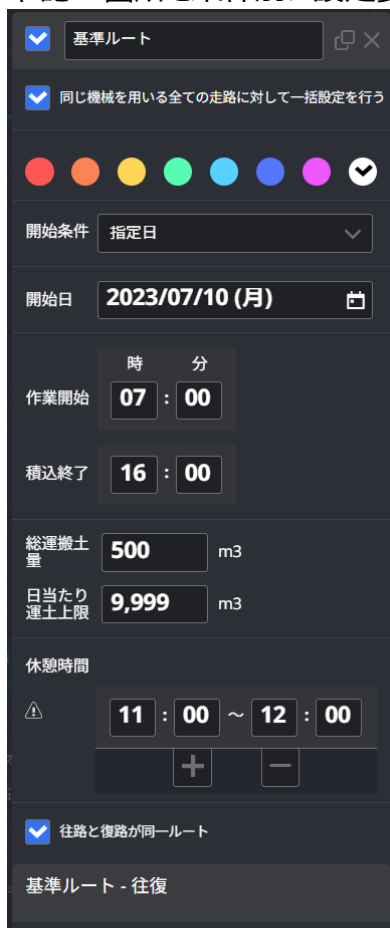 基準ルート
同じ機械を用いる全ての走路に対して一括設定を行う
開始条件 指定日
開始日 2023/07/10 (月)
時 分
作業開始 07 : 00
積込終了 16 : 00
総運搬土
量 500 m3
日当たり
運土上限 9,999 m3
休憩時間
11 : 00 ～ 12 : 00
往路と復路が同一ルート
基準ルート - 往復